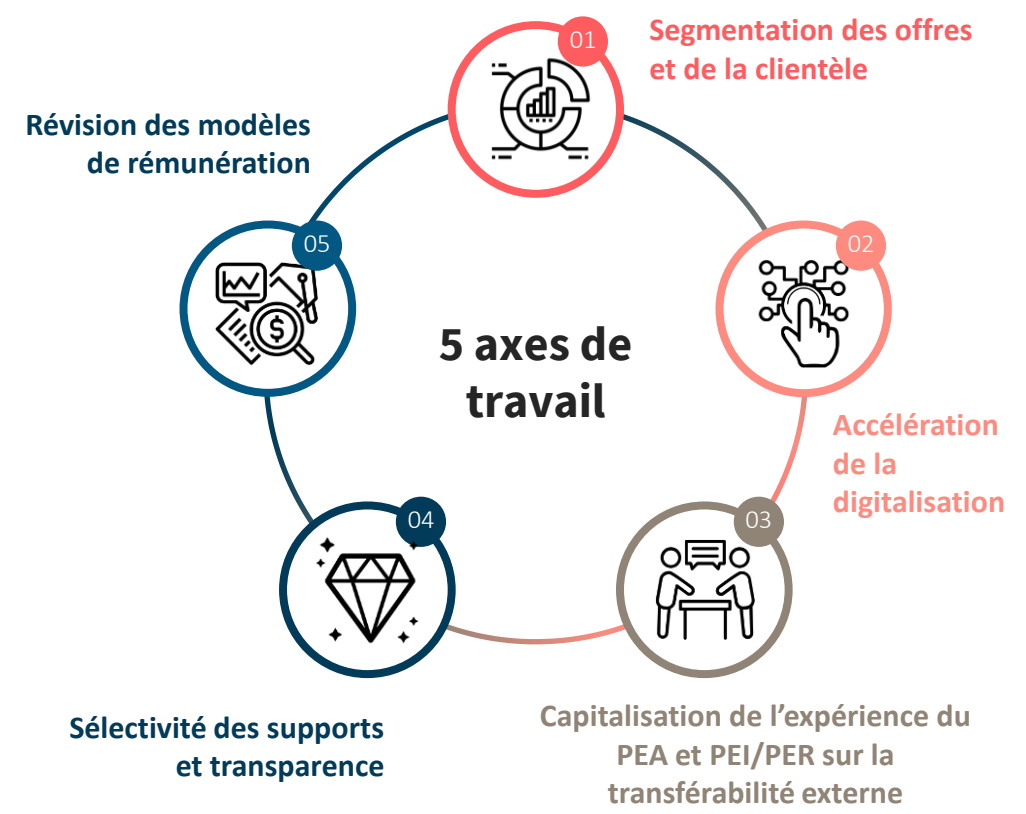 5 axes de
travail
01
Segmentation des offres
et de la clientèle
02
Accélération
de la
digitalisation
03
Capitalisation de l’expérience du
PEA et PEI/PER sur la
transférabilité externe
04
Sélectivité des supports
et transparence
05
Révision des modèles
de rémunération
$